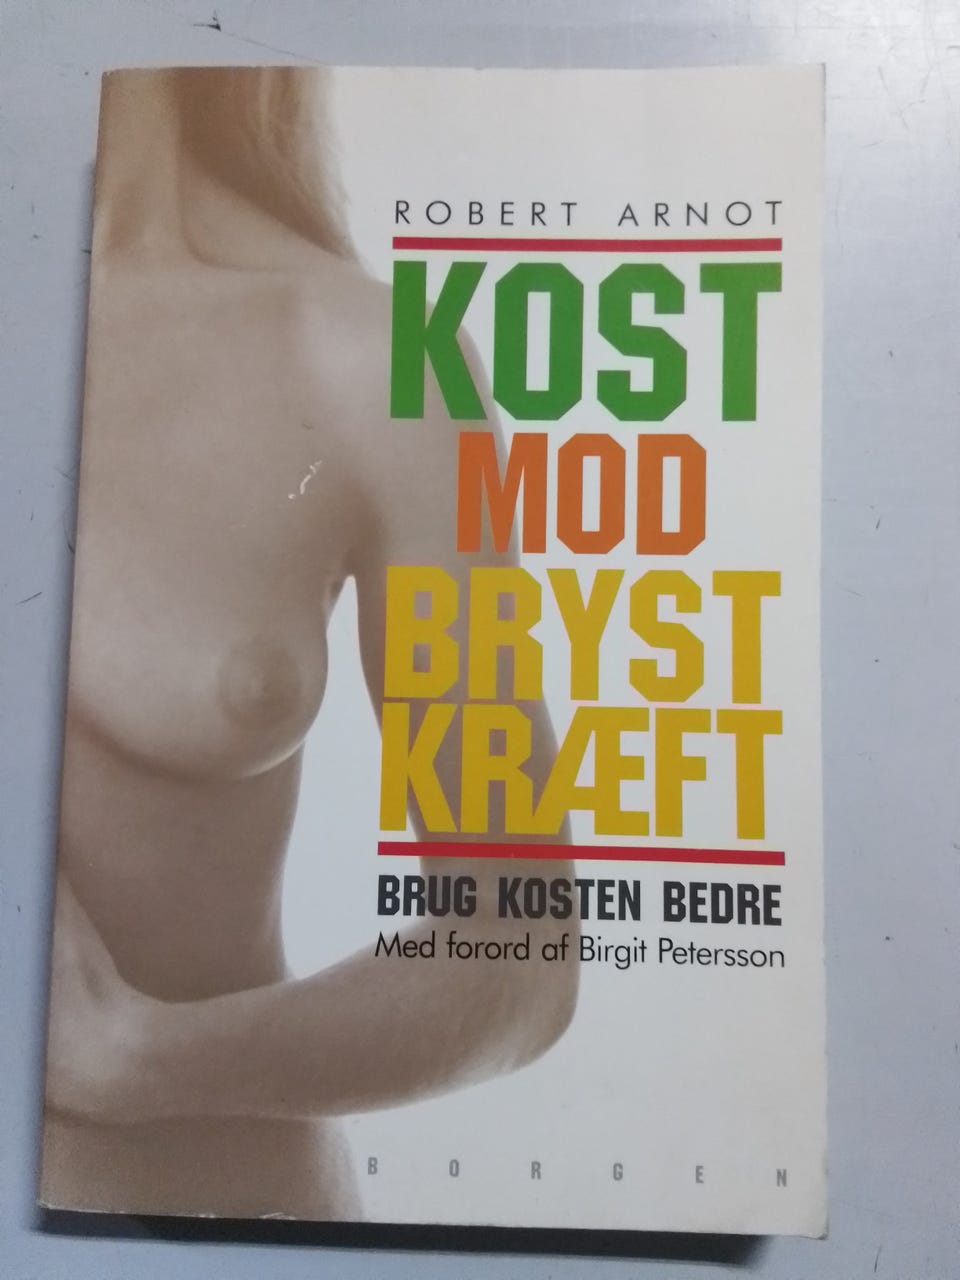 ROBERT ARNOT
KOST
MOD
BRYST
KRÆFT
BRUG KOSTEN BEDRE
Med forord af Birgit Petersson
BORGEN